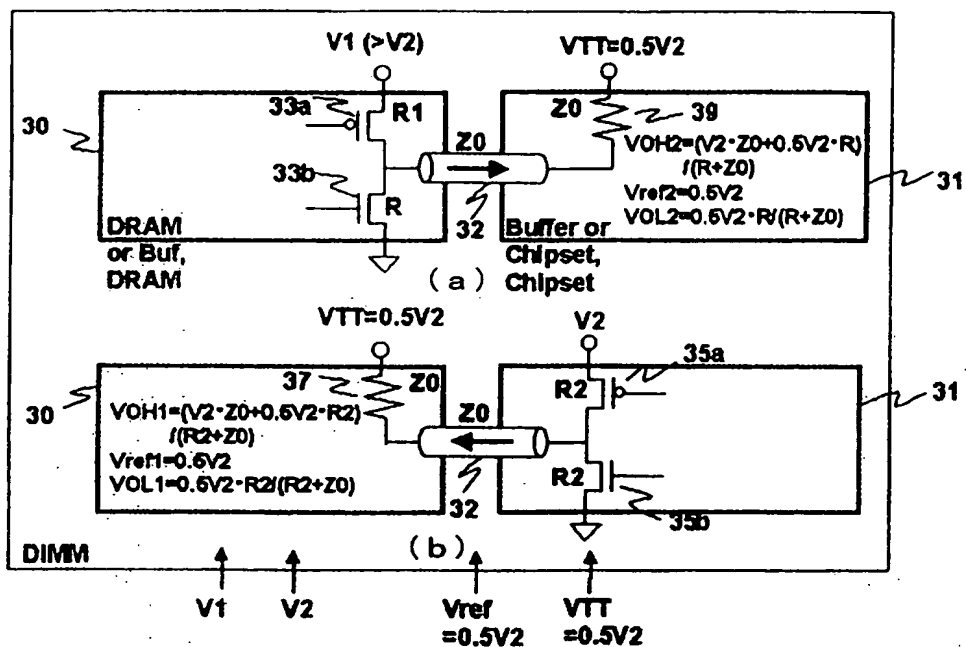 V1 (>V2)
VTT=0.5V2
30
33a
R1
Z0
39
33b
Z0
VOH2=(V2·Z0+0.5V2·R)
/(R+Z0)
Vref2=0.5V2
VOL2=0.5V2·R/(R+Z0)
31
R
32
DRAM
or Buf,
DRAM
Buffer or
Chipset,
Chipset
(a)
VTT=0.5V2
V2
30
37
Z0
35a
31
R2
Z0
VOH1=(V2·Z0+0.5V2·R2)
/(R2+Z0)
Vref1=0.5V2
VOL1=0.5V2·R2/(R2+Z0)
R2
32
35b
(b)
DIMM
V1
V2
Vref
=0.5V2
VTT
=0.5V2